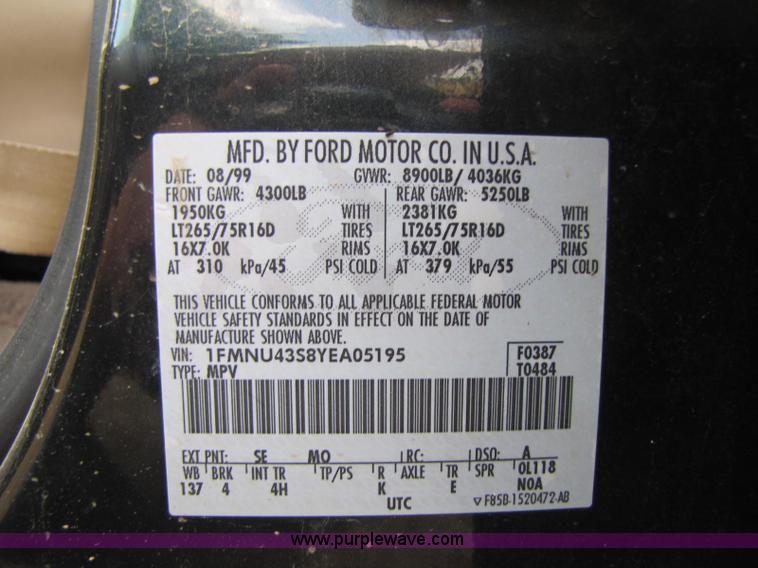 MFD. BY FORD MOTOR CO. IN U.S.A.
DATE: 08/99 GVWR: 8900LB/ 4036KG
FRONT GAWR: 4300LB REAR GAWR: 5250LB
1950KG WITH 2381KG WITH
LT265/75R16D TIRES LT265/75R16D TIRES
16X7.0K RIMS 16X7.0K RIMS
AT 310 kPa/45 PSI COLD AT 379 kPa/55 PSI COLD
THIS VEHICLE CONFORMS TO ALL APPLICABLE FEDERAL MOTOR
VEHICLE SAFETY STANDARDS IN EFFECT ON THE DATE OF
MANUFACTURE SHOWN ABOVE.
VIN: 1FMNU43S8YEA05195 F0387
TYPE: MPV T0484
EXT PNT: SE MO RC: DSO: A
WB BRK INT TR TP/PS R AXLE TR SPR 0L118
137 4 4H K E N0A
UTC ▽ F85B-1520472-AB
www.purplewave.com